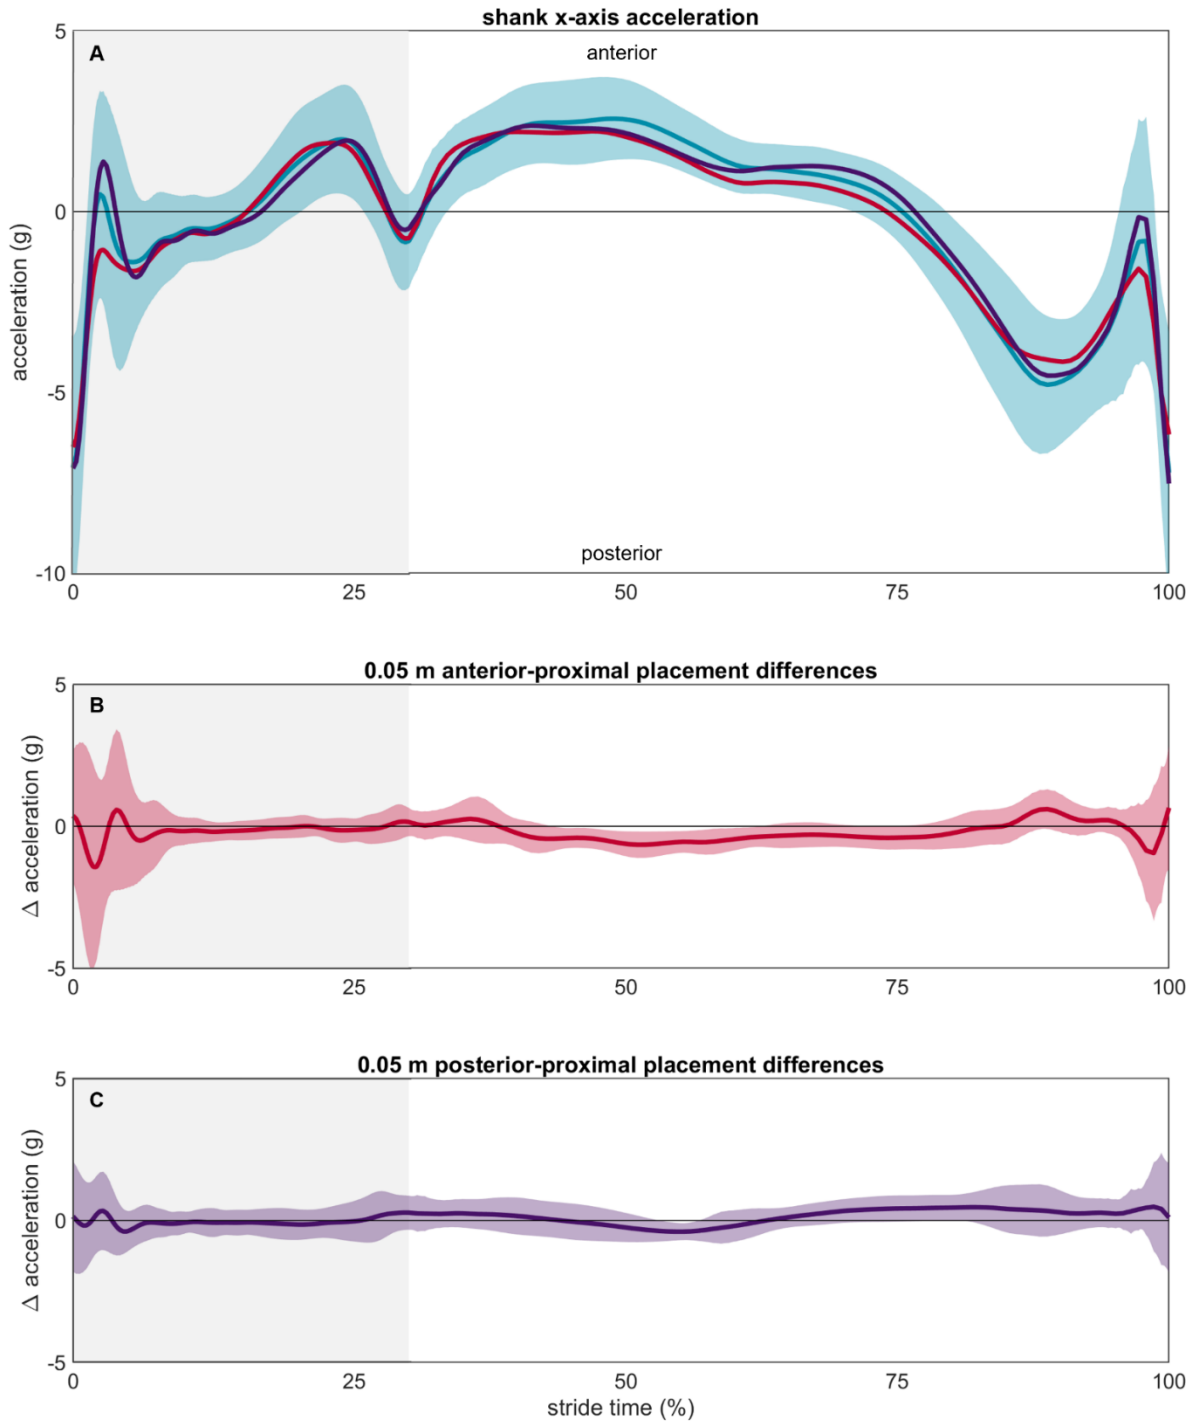 shank x-axis acceleration
A
anterior
posterior
acceleration (g)
5
0
-5
-10
0 25 50 75 100
0.05 m anterior-proximal placement differences
B
Δ acceleration (g)
5
0
-5
0 25 50 75 100
0.05 m posterior-proximal placement differences
C
Δ acceleration (g)
5
0
-5
0 25 50 75 100
stride time (%)